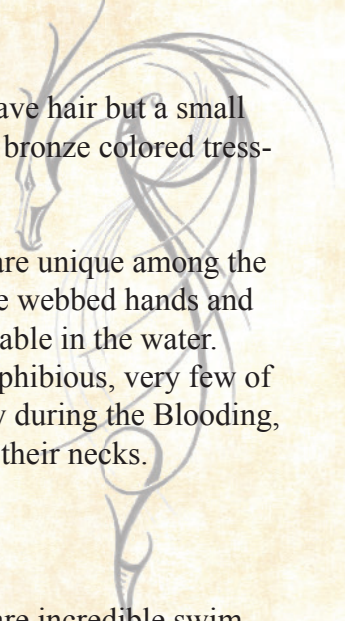 ave hair but a small
bronze colored tress-
are unique among the
e webbed hands and
able in the water.
phibious, very few of
y during the Blooding,
their necks.
are incredible swim